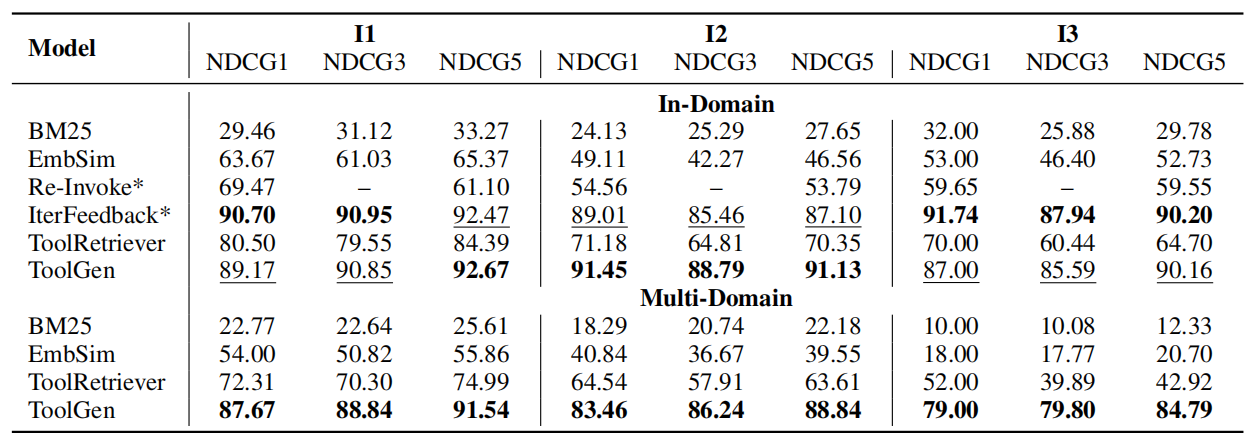 Model I1 I2 I3
NDCG1 NDCG3 NDCG5 NDCG1 NDCG3 NDCG5 NDCG1 NDCG3 NDCG5
In-Domain
BM25 29.46 31.12 33.27 24.13 25.29 27.65 32.00 25.88 29.78
EmbSim 63.67 61.03 65.37 49.11 42.27 46.56 53.00 46.40 52.73
Re-Invoke* 69.47 – 61.10 54.56 – 53.79 59.65 – 59.55
IterFeedback* 90.70 90.95 92.47 89.01 85.46 87.10 91.74 87.94 90.20
ToolRetriever 80.50 79.55 84.39 71.18 64.81 70.35 70.00 60.44 64.70
ToolGen 89.17 90.85 92.67 91.45 88.79 91.13 87.00 85.59 90.16
Multi-Domain
BM25 22.77 22.64 25.61 18.29 20.74 22.18 10.00 10.08 12.33
EmbSim 54.00 50.82 55.86 40.84 36.67 39.55 18.00 17.77 20.70
ToolRetriever 72.31 70.30 74.99 64.54 57.91 63.61 52.00 39.89 42.92
ToolGen 87.67 88.84 91.54 83.46 86.24 88.84 79.00 79.80 84.79